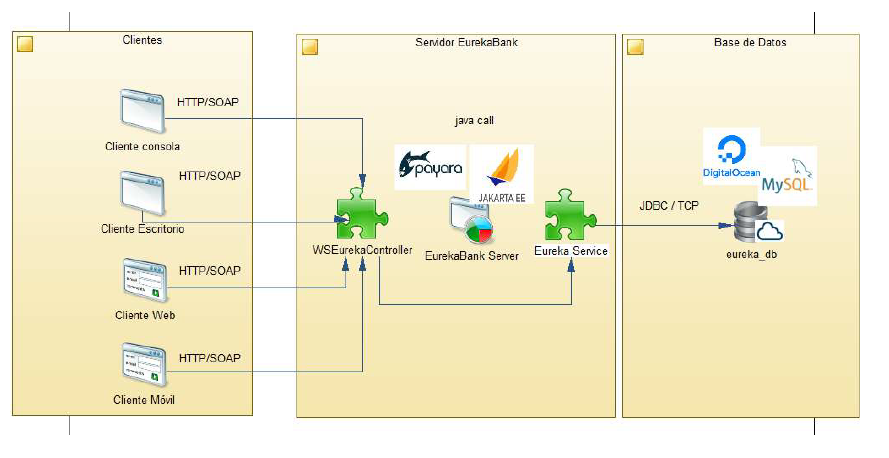 Clientes
Servidor EurekaBank
Base de Datos
HTTP/SOAP
Cliente consola
HTTP/SOAP
Cliente Escritorio
HTTP/SOAP
Cliente Web
HTTP/SOAP
Cliente Móvil
java call
payara
JAKARTA EE
WSEurekaController
EurekaBank Server
Eureka Service
JDBC / TCP
DigitalOcean
MySQL
eureka_db